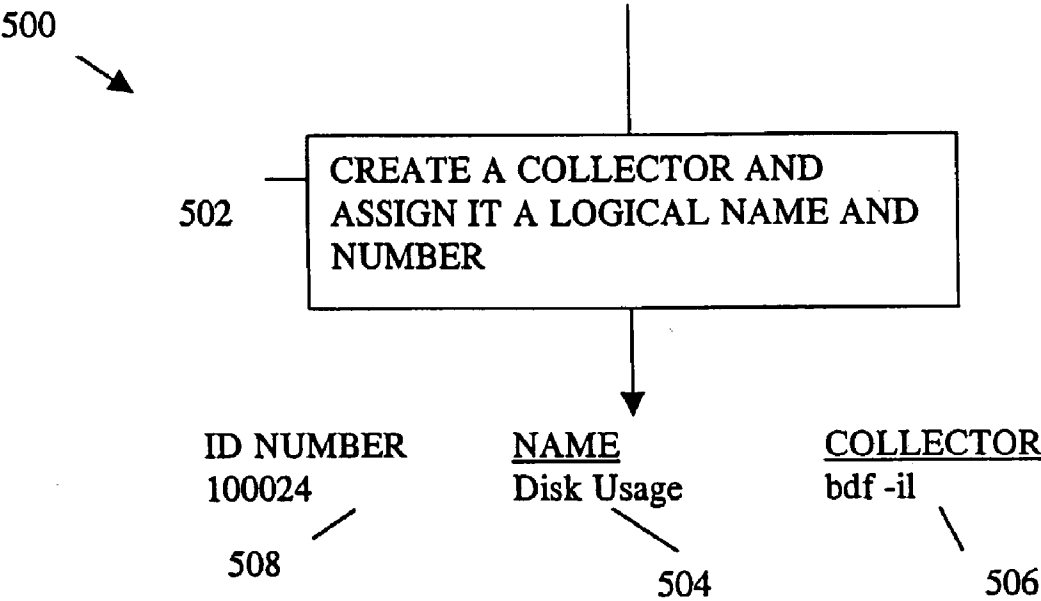 500
502
CREATE A COLLECTOR AND
ASSIGN IT A LOGICAL NAME AND
NUMBER
ID NUMBER NAME COLLECTOR
100024 Disk Usage bdf -il
508 504 506